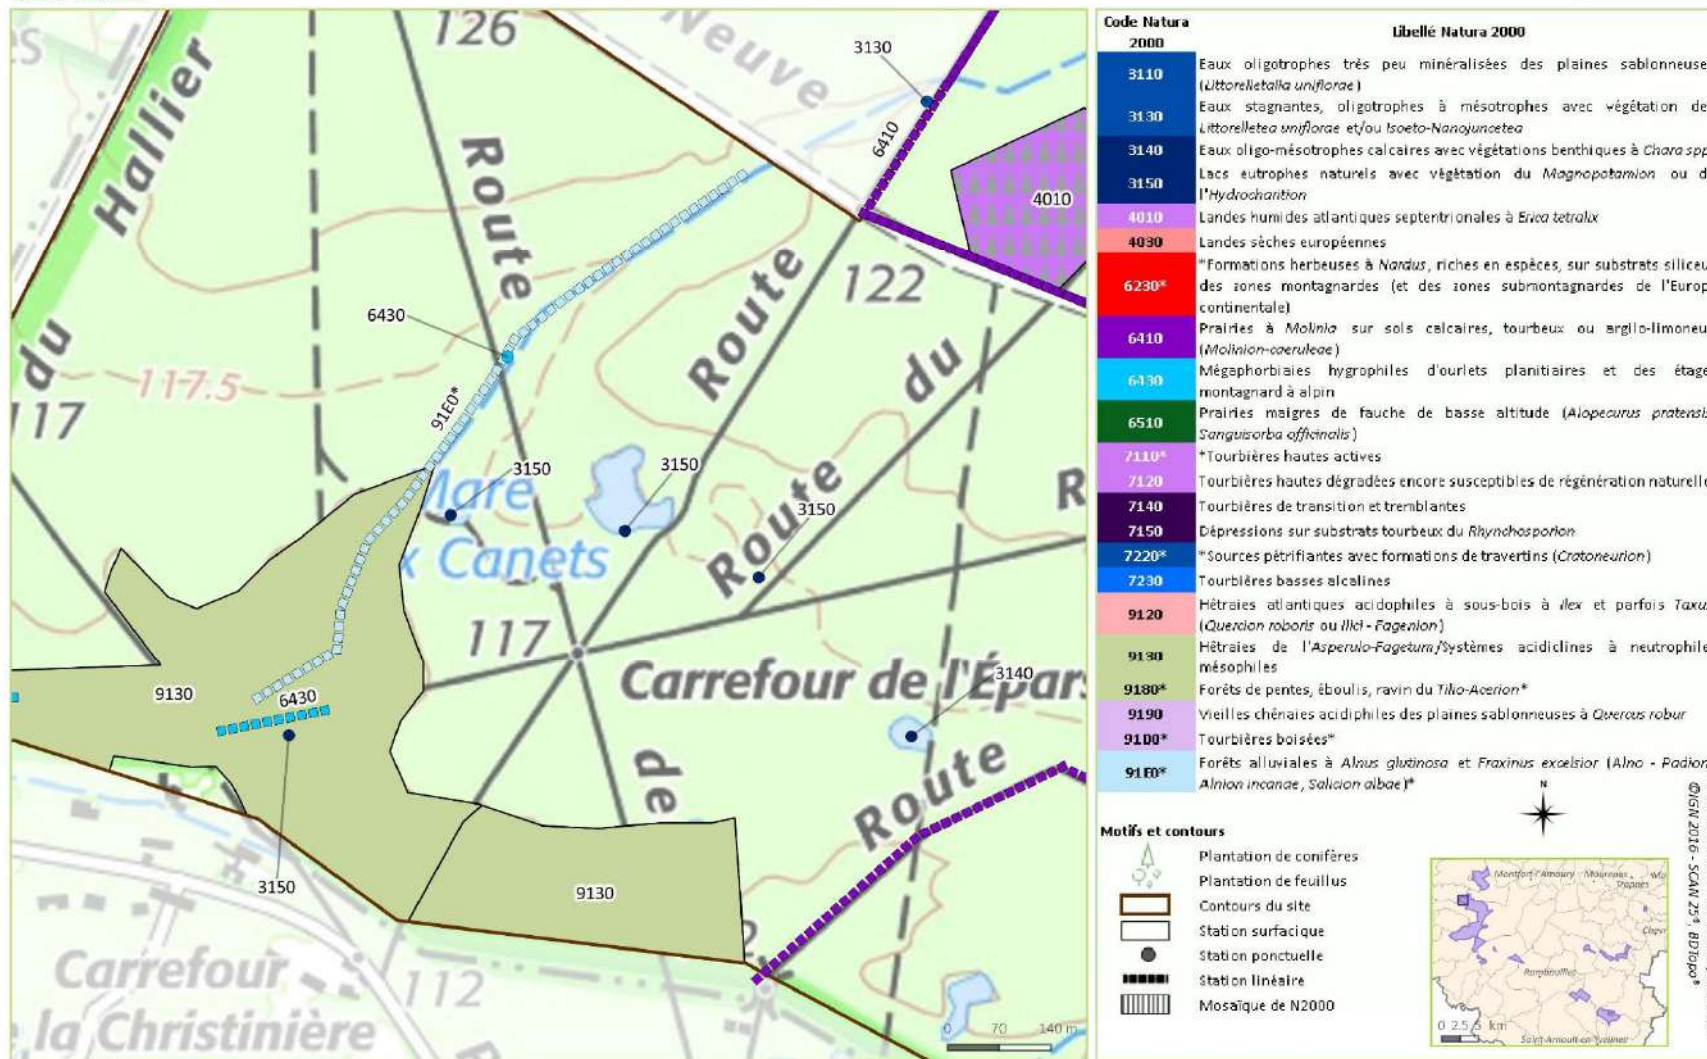 126
Neuve
3130
Hallier
Route
6410
4010
Route
122
6430
du
du
117.5
117
91E0*
3150
3150
3150
Mare
x Canets
Route
R
117
Carrefour de l'Épars
3140
9130
6430
de
Route
3150
9130
2
Carrefour
la Christinière
112
0 70 140 m
Code Natura 2000
Libellé Natura 2000
3110
Eaux oligotrophes très peu minéralisées des plaines sablonneuse
(Littorelletalia uniflorae)
3130
Eaux stagnantes, oligotrophes à mésotrophes avec végétation de
Littorelletea uniflorae et/ou Isoeto-Nanojuncetea
3140
Eaux oligo-mésotrophes calcaires avec végétations benthiques à Chara spp
3150
Lacs eutrophes naturels avec végétation du Magnopotamion ou d
l'Hydrocharition
4010
Landes humides atlantiques septentrionales à Erica tetralix
4030
Landes sèches européennes
6230*
*Formations herbeuses à Nardus, riches en espèces, sur substrats siliceu
des zones montagnardes (et des zones submontagnardes de l'Europ
continentale)
6410
Prairies à Molinia sur sols calcaires, tourbeux ou argilo-limoneu
(Molinion-caeruleae)
6430
Mégaphorbiaies hygrophiles d'ourlets planitiaires et des étage
montagnard à alpin
6510
Prairies maigres de fauche de basse altitude (Alopecurus pratensis
Sanguisorba officinalis)
7110*
*Tourbières hautes actives
7120
Tourbières hautes dégradées encore susceptibles de régénération naturelle
7140
Tourbières de transition et tremblantes
7150
Dépressions sur substrats tourbeux du Rhynchosporion
7220*
*Sources pétrifiantes avec formations de travertins (Cratoneurion)
7230
Tourbières basses alcalines
9120
Hêtraies atlantiques acidophiles à sous-bois à Ilex et parfois Taxu
(Quercion roboris ou Ilici - Fagenion)
9130
Hêtraies de l'Asperulo-Fagetum/Systèmes acidiclines à neutrophile
mésophiles
9180*
Forêts de pentes, éboulis, ravin du Tilio-Acerion*
9190
Vieilles chênaies acidiphiles des plaines sablonneuses à Quercus robur
91D0*
Tourbières boisées*
91E0*
Forêts alluviales à Alnus glutinosa et Fraxinus excelsior (Alno - Padion
Alnion incanae, Salicion albae)*
N
Motifs et contours
Plantation de conifères
Plantation de feuillus
Contours du site
Station surfacique
Station ponctuelle
Station linéaire
Mosaïque de N2000
Montfort-l'Amaury
Maurepas
Trappes
Rambouillet
Saint-Arnoult-en-Yvelines
0 2.5 5 km
©IGN 2016 - SCAN 25®, BDTopo®